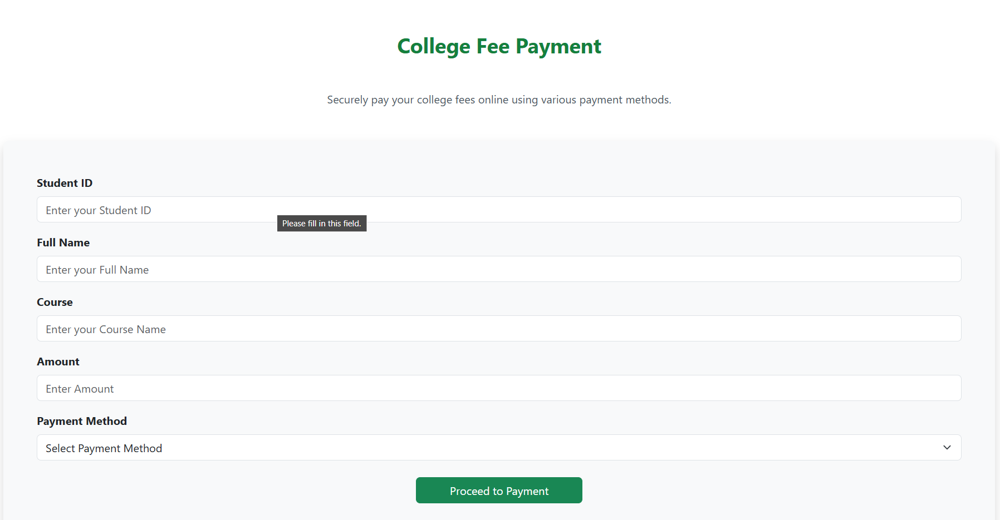 College Fee Payment
Securely pay your college fees online using various payment methods.
Student ID
Enter your Student ID
Please fill in this field.
Full Name
Enter your Full Name
Course
Enter your Course Name
Amount
Enter Amount
Payment Method
Select Payment Method
Proceed to Payment